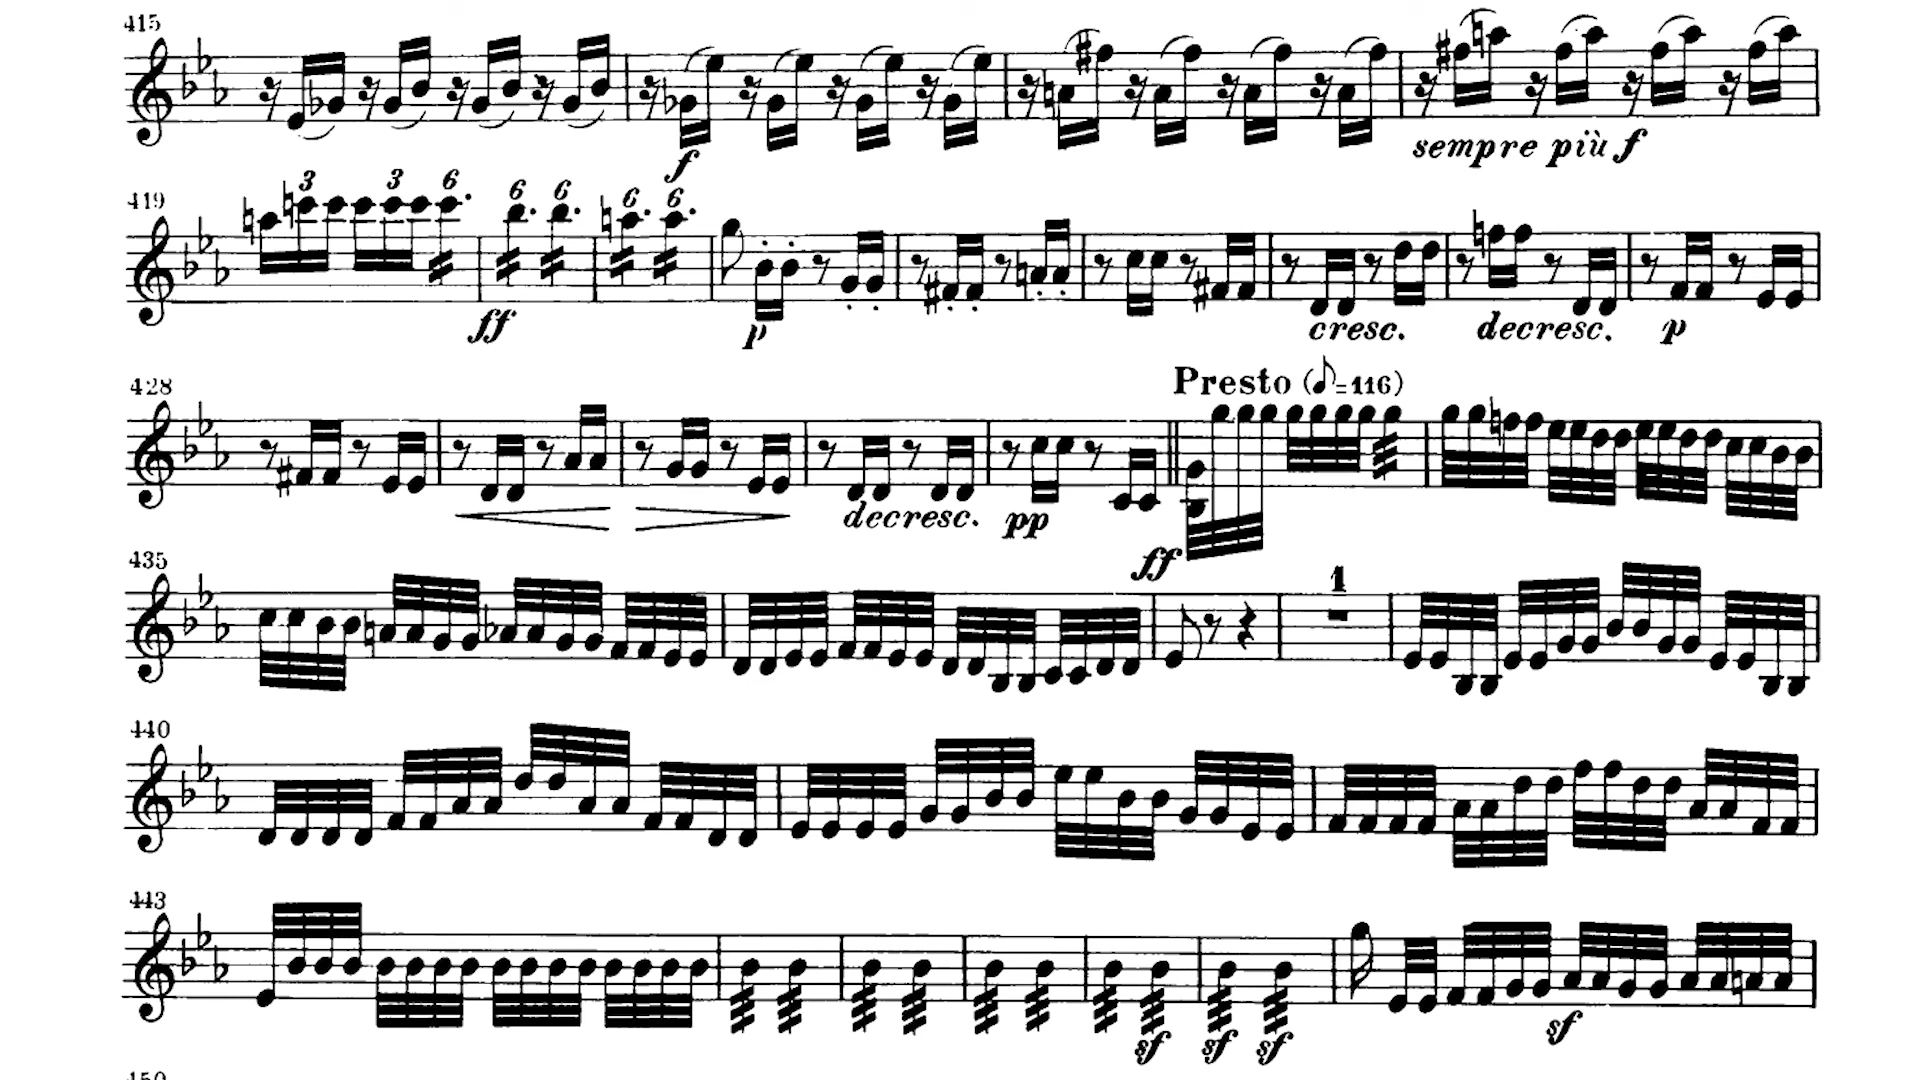 415
f
sempre più f
419
3 3 6 6 6 6 6
ff p cresc. decresc. p
428
Presto (♪=116)
decresc. pp ff
435
1
440
443
sf sf sf sf